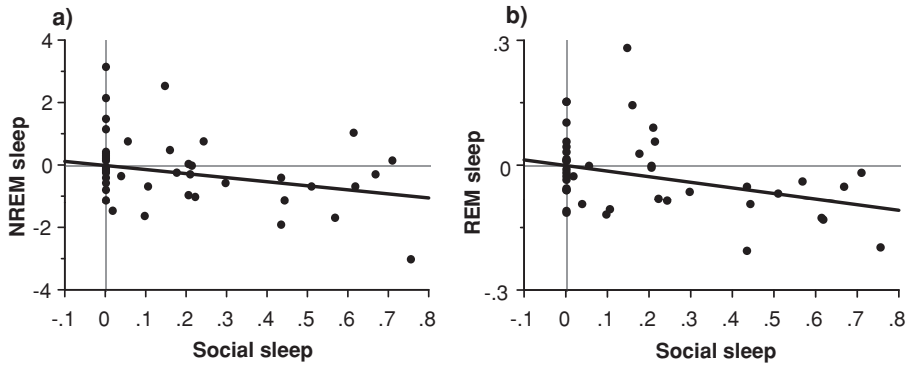 a)
4
2
0
-2
-4
NREM sleep
-.1 0 .1 .2 .3 .4 .5 .6 .7 .8
Social sleep
b)
.3
0
-.3
REM sleep
-.1 0 .1 .2 .3 .4 .5 .6 .7 .8
Social sleep